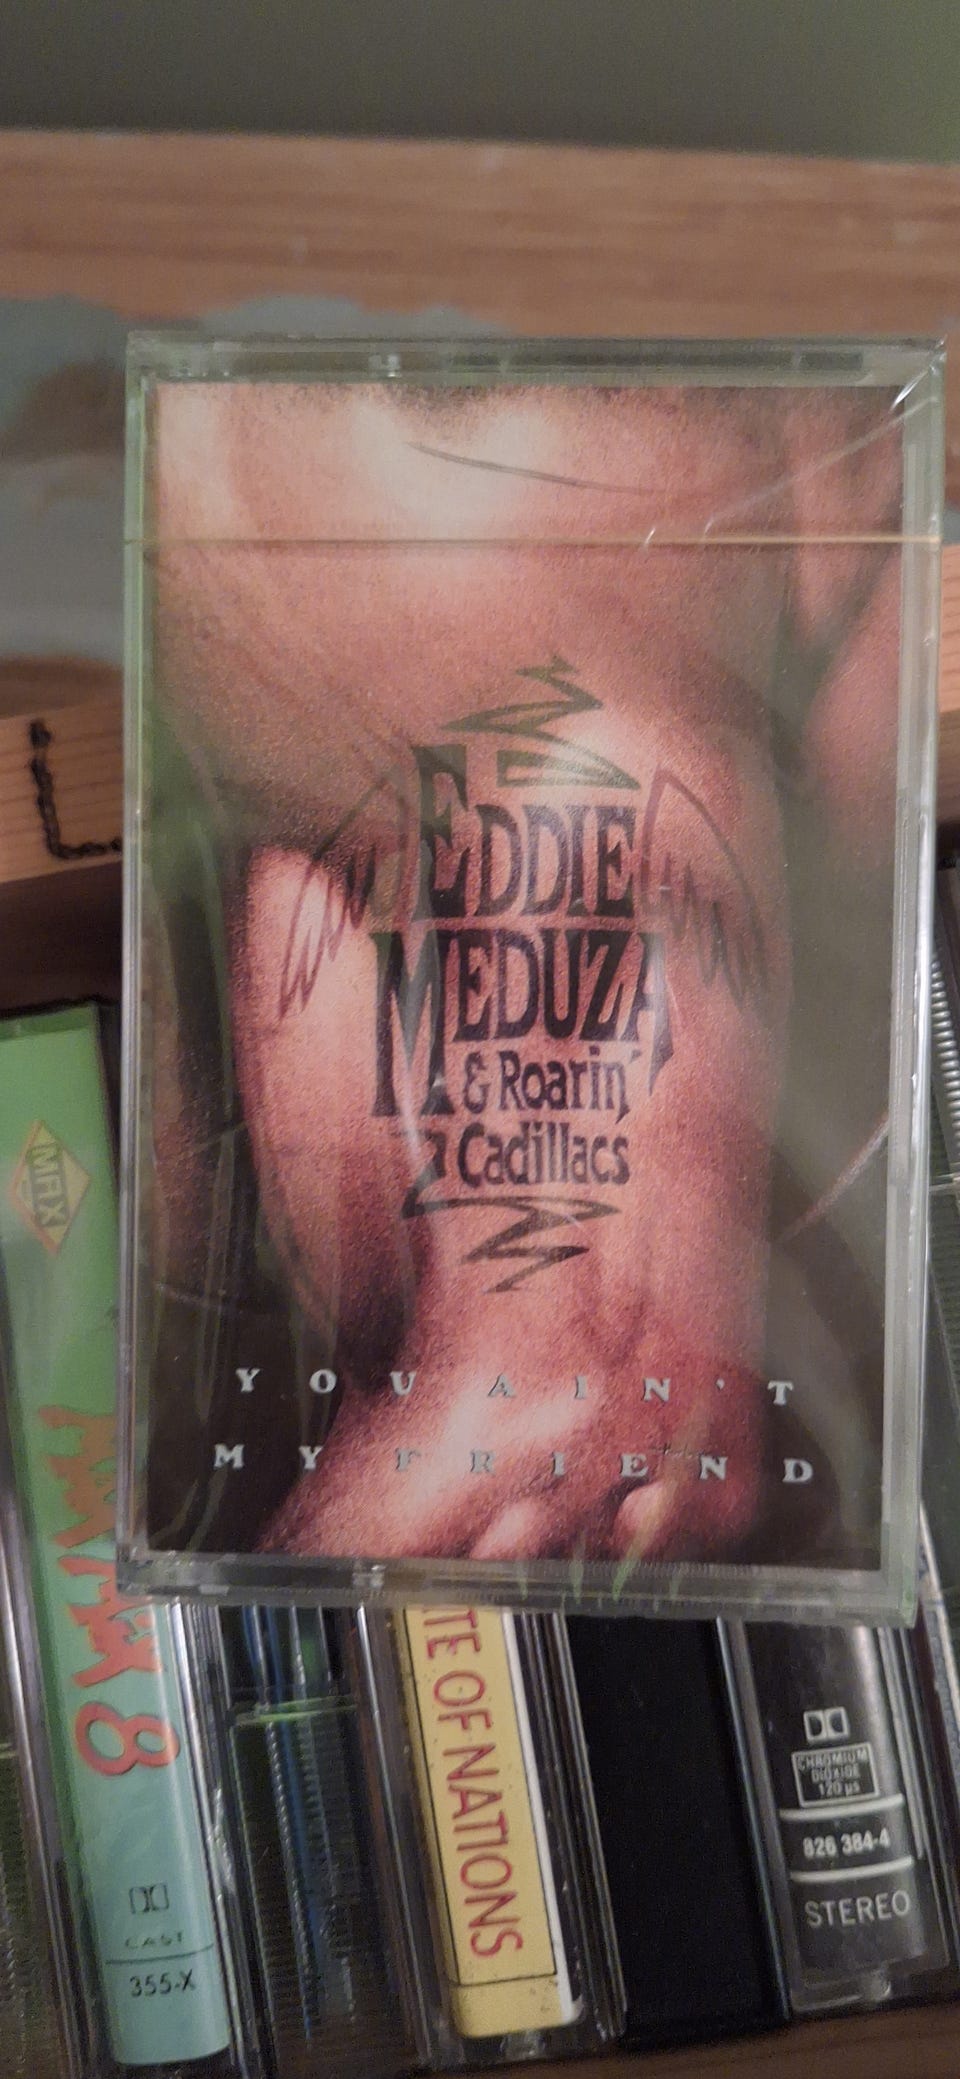 EDDIE
MEDUZA
& Roarin'
Cadillacs
YOU AIN'T
MY FRIEND
L
MRX
8
CAST
355-X
TE OF NATIONS
CHROMIUM
DIOXIDE
120 µs
826 384-4
STEREO